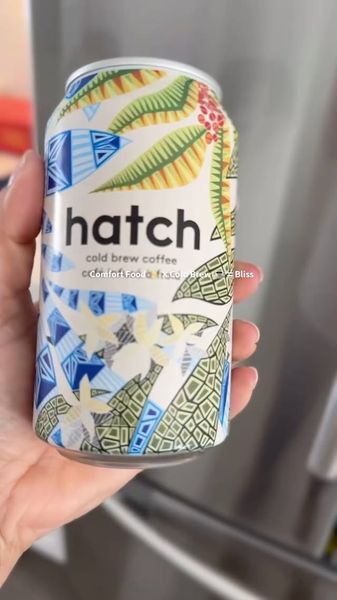 hatch
cold brew coffee
Comfort Food
Cold Brew
= Bliss